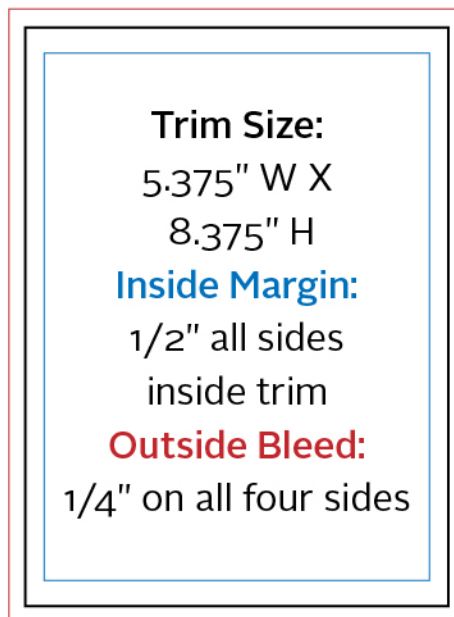 Trim Size:
5.375" W X
8.375" H
Inside Margin:
1/2" all sides
inside trim
Outside Bleed:
1/4" on all four sides